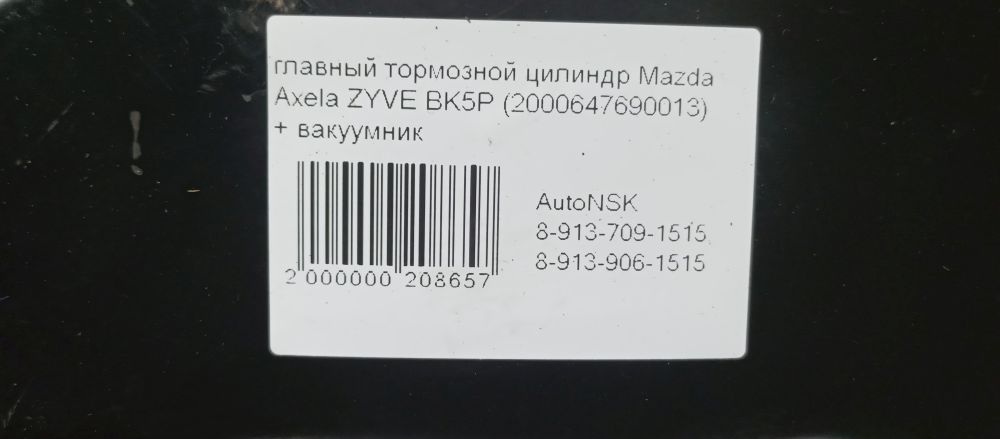 главный тормозной цилиндр Mazda
Axela ZYVE BK5P (2000647690013)
+ вакуумник
AutoNSK
8-913-709-1515
8-913-906-1515
2 000000 208657